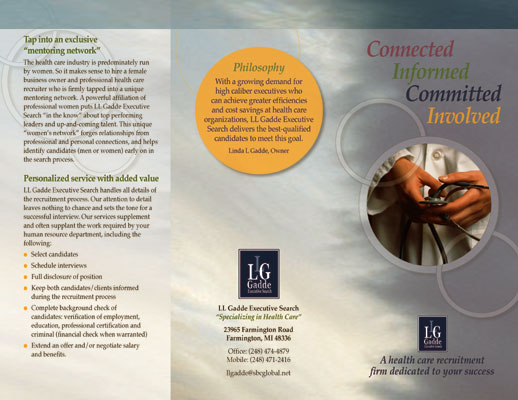 Tap into an exclusive
“mentoring network”
The health care industry is predominately run
by women. So it makes sense to hire a female
business owner and professional health care
recruiter who is firmly tapped into a unique
mentoring network. A powerful affiliation of
professional women puts LL Gadde Executive
Search “in the know” about top performing
leaders and up-and-coming talent. This unique
“women’s network” forges relationships from
professional and personal connections, and helps
identify candidates (men or women) early on in
the search process.
Personalized service with added value
LL Gadde Executive Search handles all details of
the recruitment process. Our attention to detail
leaves nothing to chance and sets the tone for a
successful interview. Our services supplement
and often supplant the work required by your
human resource department, including the
following:
Select candidates
Schedule interviews
Full disclosure of position
Keep both candidates/clients informed
during the recruitment process
Complete background check of
candidates: verification of employment,
education, professional certification and
criminal (financial check when warranted)
Extend an offer and/or negotiate salary
and benefits.
Philosophy
With a growing demand for
high caliber executives who
can achieve greater efficiencies
and cost savings at health care
organizations, LL Gadde Executive
Search delivers the best-qualified
candidates to meet this goal.
Linda L Gadde, Owner
LLG
Gadde
Executive Search
LL Gadde Executive Search
“Specializing in Health Care”
23965 Farmington Road
Farmington, MI 48336
Office: (248) 474-4879
Mobile: (248) 471-2416
llgadde@sbcglobal.net
Connected
Informed
Committed
Involved
LLG
Gadde
A health care recruitment
firm dedicated to your success